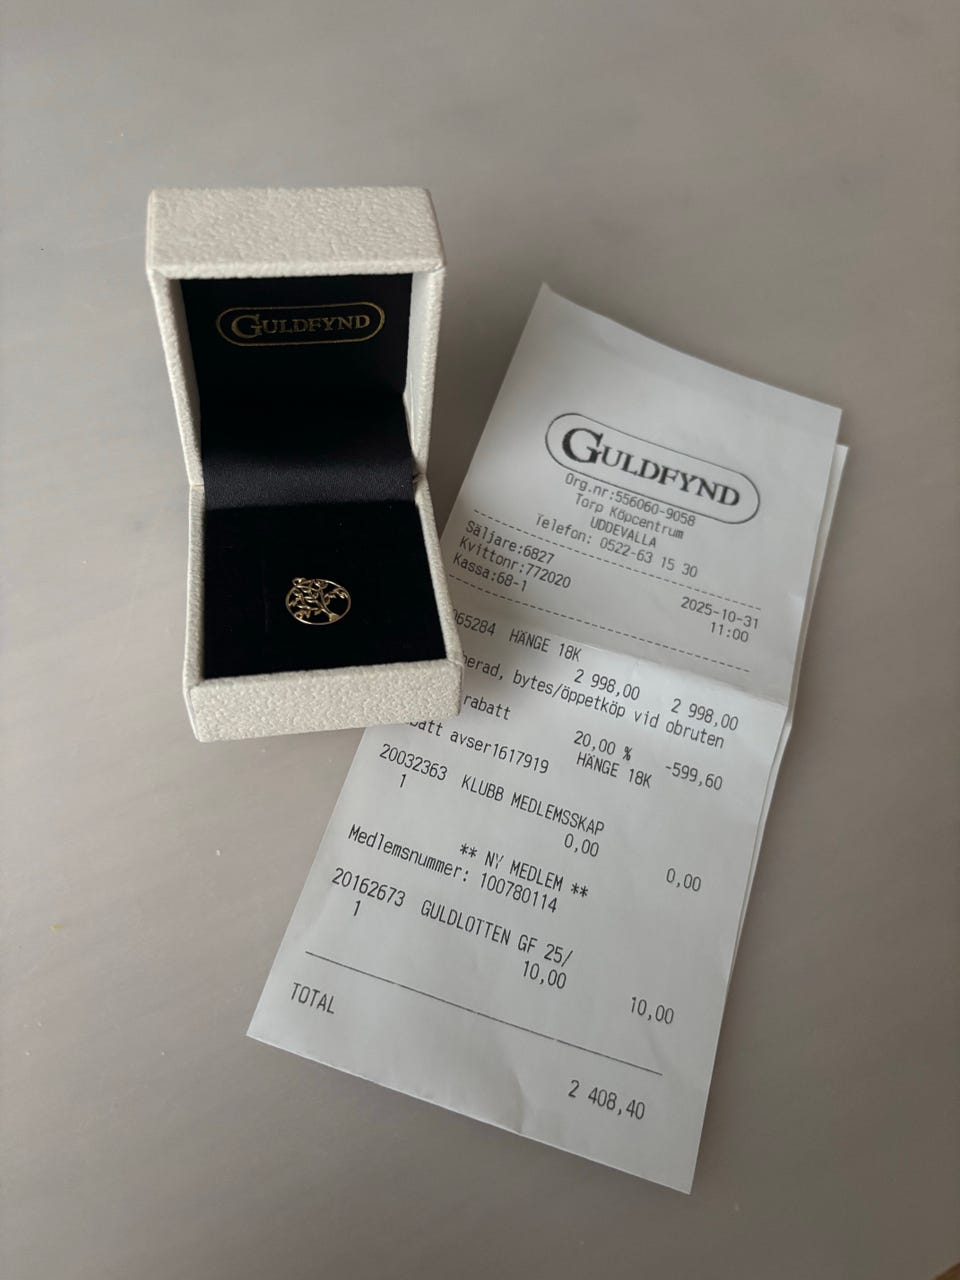 GULDFYND
GULDFYND
Org.nr:556060-9058
Torp Köpcentrum
UDDEVALLA
Telefon: 0522-63 15 30
Säljare:6827
Kvittonr:772020 2025-10-31
Kassa:68-1 11:00
065284 HÄNGE 18K
2 998,00 2 998,00
bytes/öppetköp vid obruten
rabatt 20,00 % -599,60
avser1617919 HÄNGE 18K
20032363 KLUBB MEDLEMSSKAP
1 0,00 0,00
** NY MEDLEM **
Medlemsnummer: 100780114
20162673 GULDLOTTEN GF 25/
1 10,00 10,00
TOTAL 2 408,40